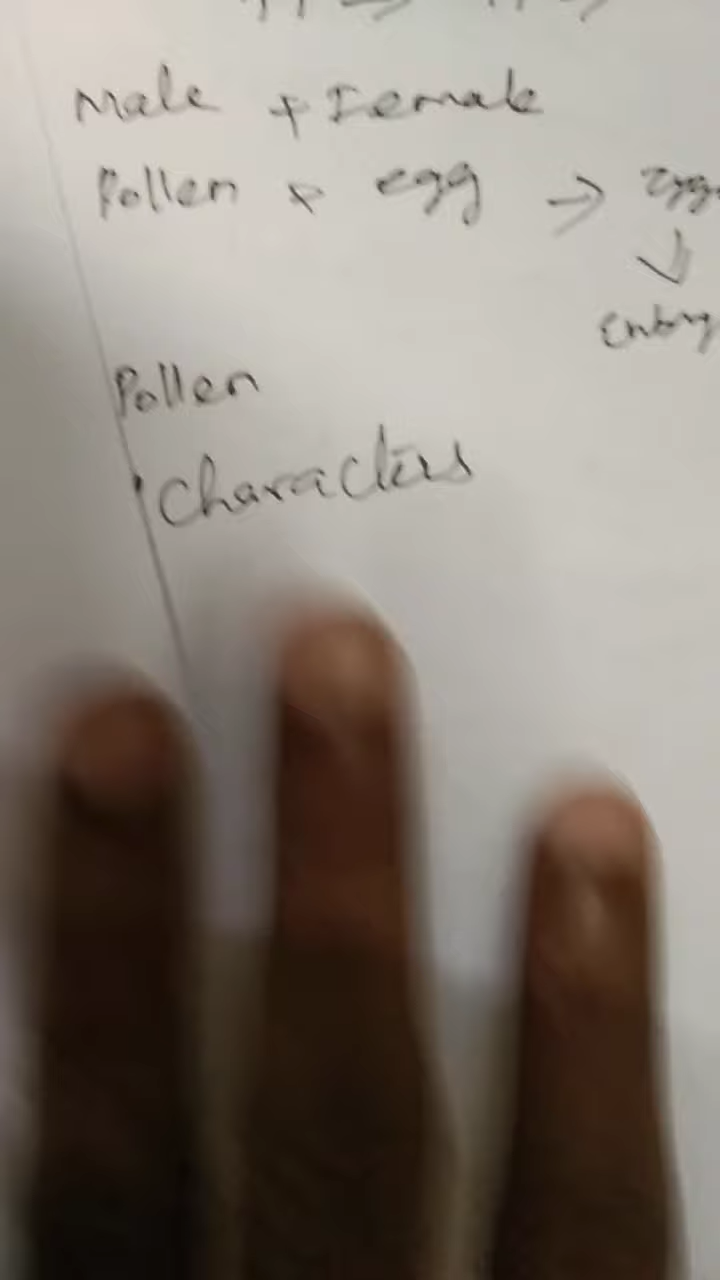 Male + Female
Pollen + egg →
↓
Pollen
Characters